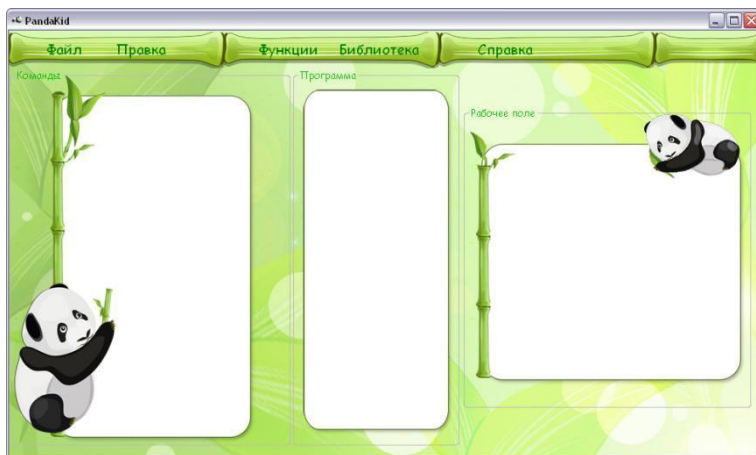 PandaKid
Файл Правка Функции Библиотека Справка
Команды
Программа
Рабочее поле